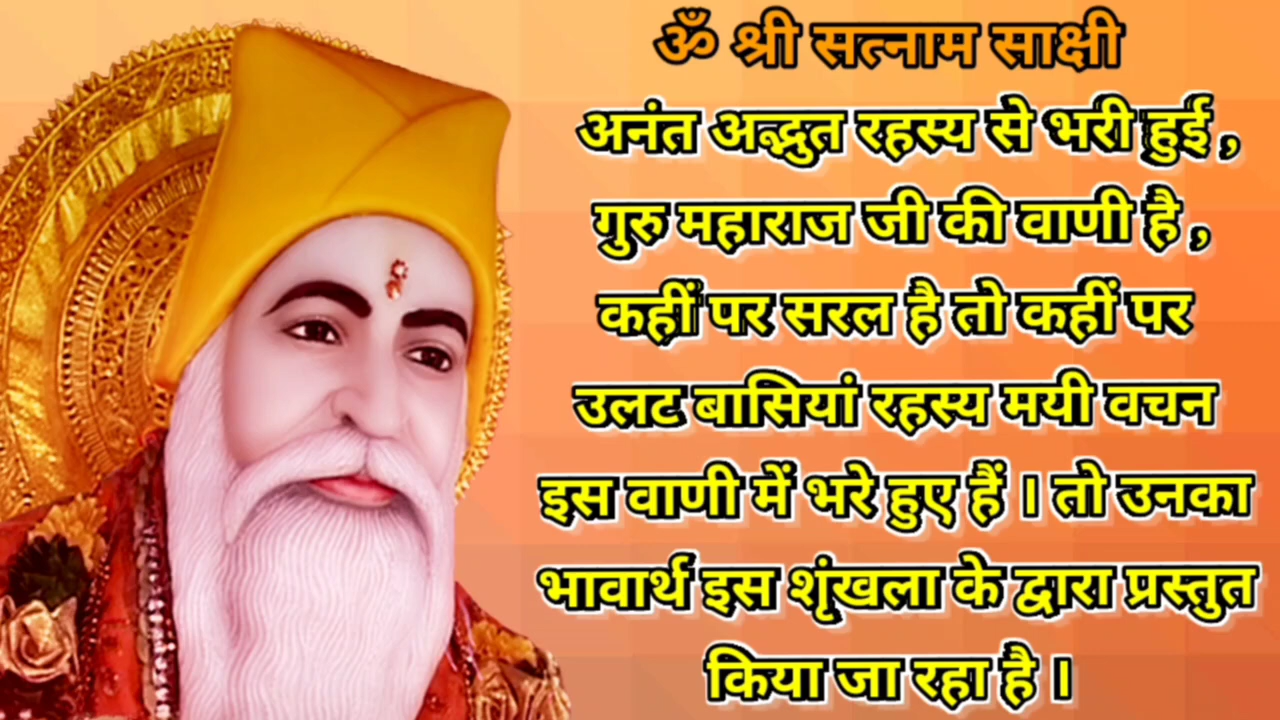 ॐ श्री सत्नाम साक्षी
अनंत अद्भुत रहस्य से भरी हुई ,
गुरु महाराज जी की वाणी है ,
कहीं पर सरल है तो कहीं पर
उलट बासियां रहस्य मयी वचन
इस वाणी में भरे हुए हैं । तो उनका
भावार्थ इस शृंखला के द्वारा प्रस्तुत
किया जा रहा है ।